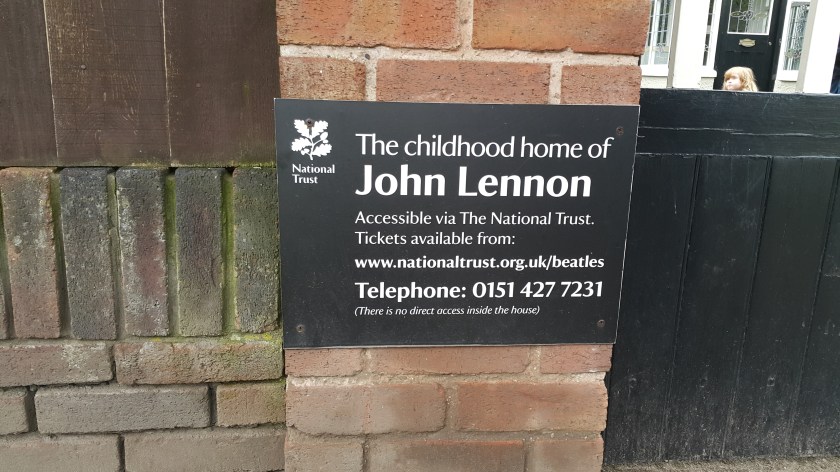 National
Trust
The childhood home of
John Lennon
Accessible via The National Trust.
Tickets available from:
www.nationaltrust.org.uk/beatles
Telephone: 0151 427 7231
(There is no direct access inside the house)